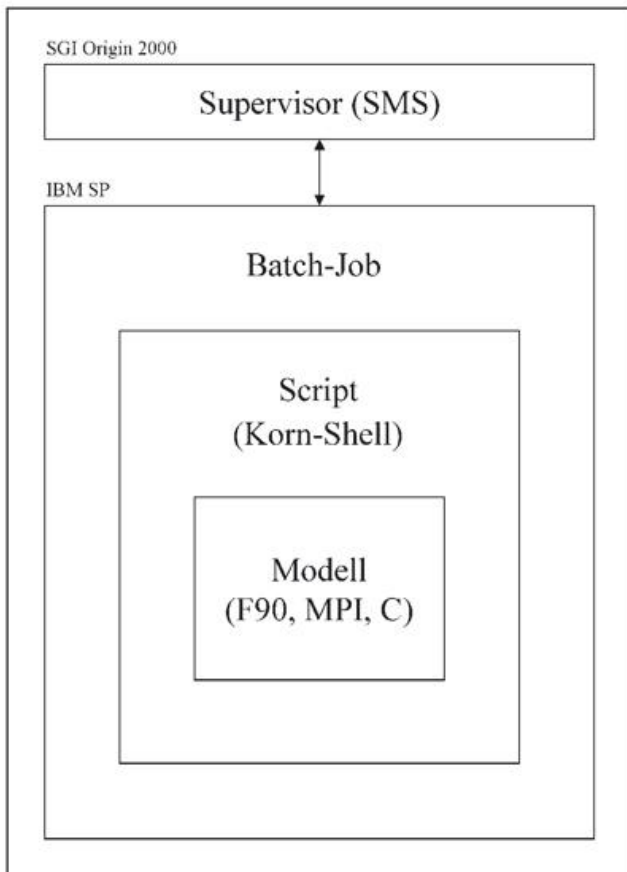 SGI Origin 2000
Supervisor (SMS)
IBM SP
Batch-Job
Script
(Korn-Shell)
Modell
(F90, MPI, C)